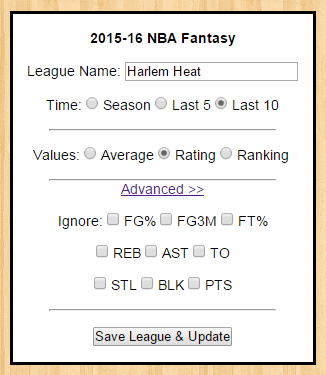 2015-16 NBA Fantasy
League Name: Harlem Heat
Time: Season Last 5 Last 10
Values: Average Rating Ranking
Advanced >>
Ignore: FG% FG3M FT%
REB AST TO
STL BLK PTS
Save League & Update